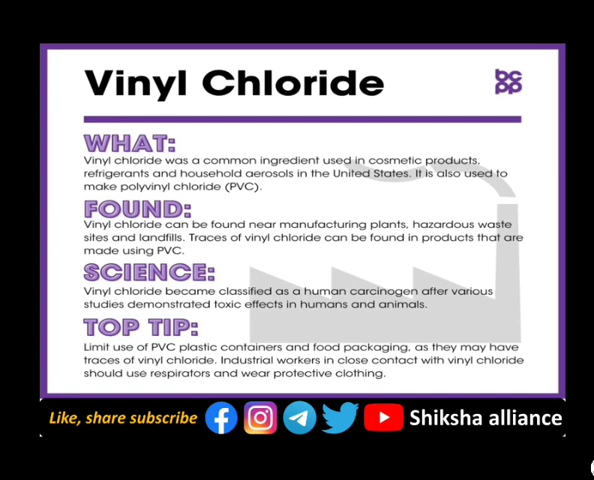 Vinyl Chloride
bc
pp
WHAT:
Vinyl chloride was a common ingredient used in cosmetic products,
refrigerants and household aerosols in the United States. It is also used to
make polyvinyl chloride (PVC).
FOUND:
Vinyl chloride can be found near manufacturing plants, hazardous waste
sites and landfills. Traces of vinyl chloride can be found in products that are
made using PVC.
SCIENCE:
Vinyl chloride became classified as a human carcinogen after various
studies demonstrated toxic effects in humans and animals.
TOP TIP:
Limit use of PVC plastic containers and food packaging, as they may have
traces of vinyl chloride. Industrial workers in close contact with vinyl chloride
should use respirators and wear protective clothing.
Like, share subscribe Shiksha alliance